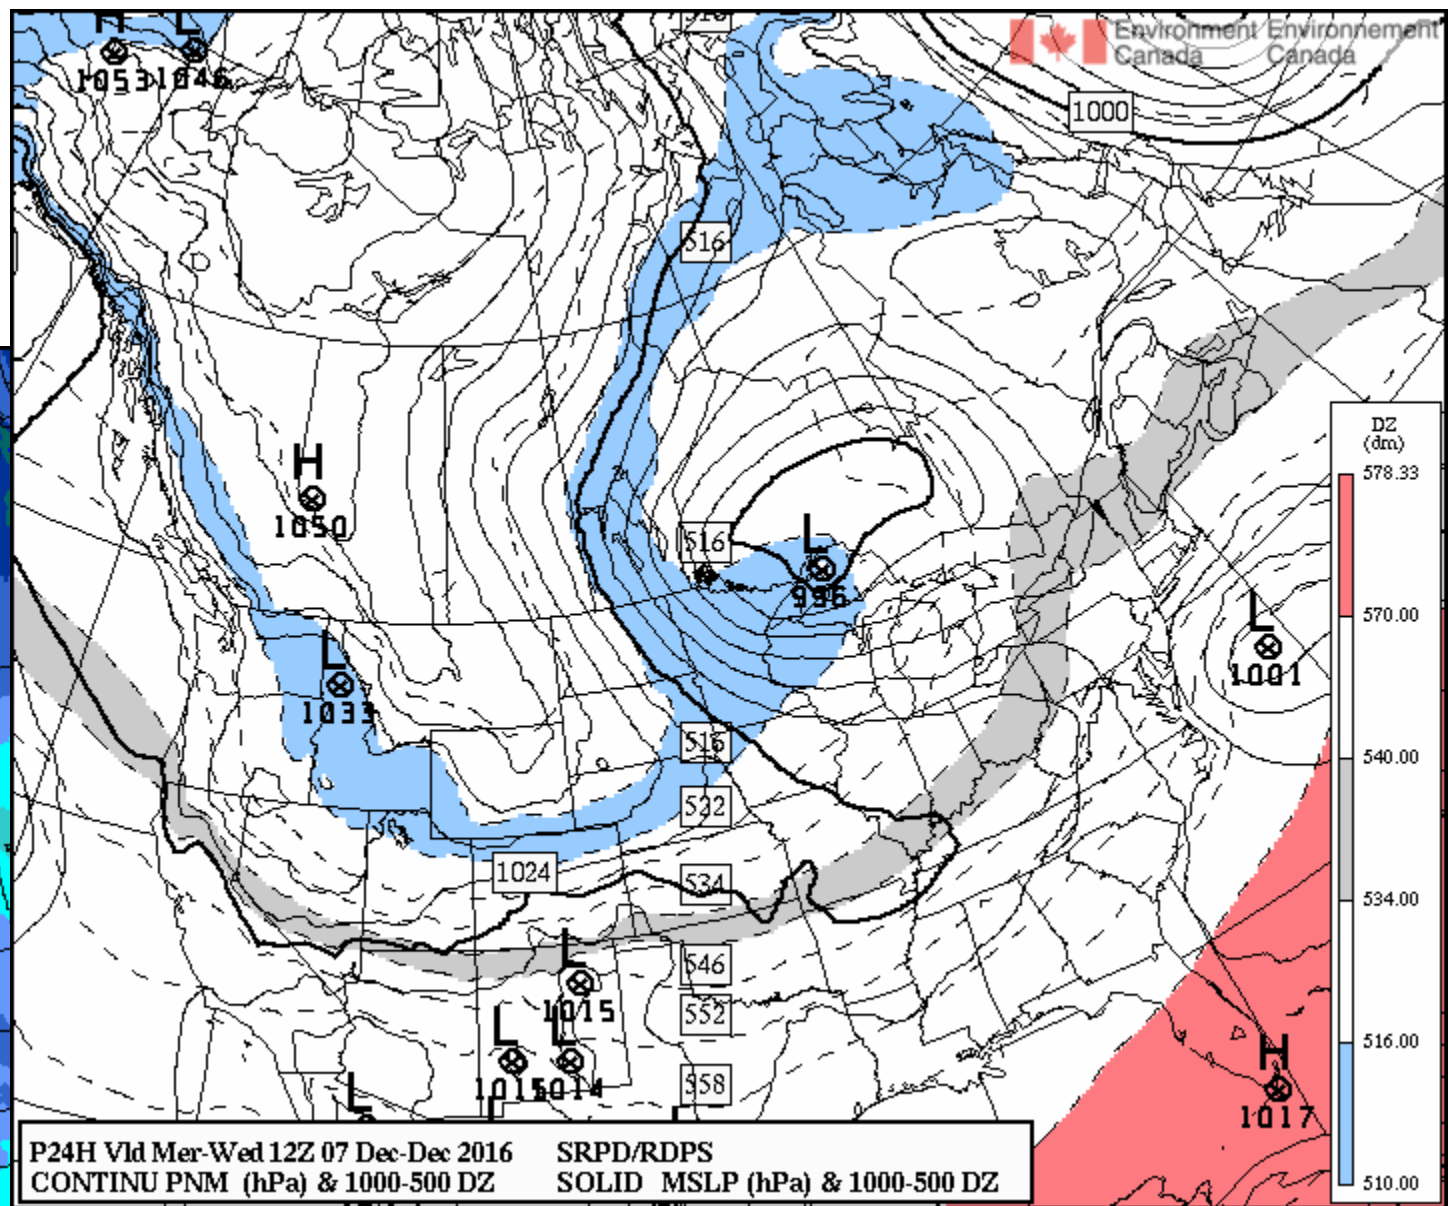 H L
1053 1046
Environment Environnement
Canada Canada
1000
516
H
1050
516
L
996
L
1001
L
1033
516
522
1024
534
546
L
1015
552
L L
1014
558
L
H
1017
DZ
(dm)
578.33
570.00
540.00
534.00
516.00
510.00
P24H Vld Mer-Wed 12Z 07 Dec-Dec 2016 SRPD/RDPS
CONTINU PNM (hPa) & 1000-500 DZ SOLID MSLP (hPa) & 1000-500 DZ